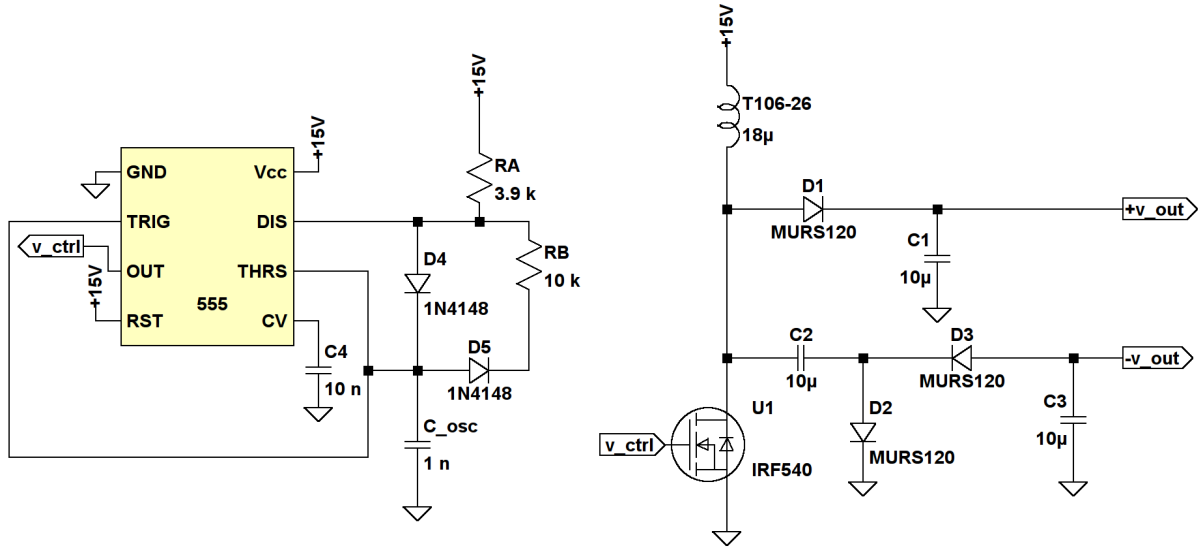 +15V
+15V
T106-26
18µ
+15V
GND
Vcc
RA
3.9 k
TRIG
DIS
D1
MURS120
+v_out
v_ctrl
C1
10µ
RB
10 k
OUT
THRS
D4
1N4148
+15V
555
RST
CV
C4
10 n
D5
1N4148
C2
10µ
D3
MURS120
-v_out
C_osc
1 n
U1
IRF540
v_ctrl
D2
MURS120
C3
10µ